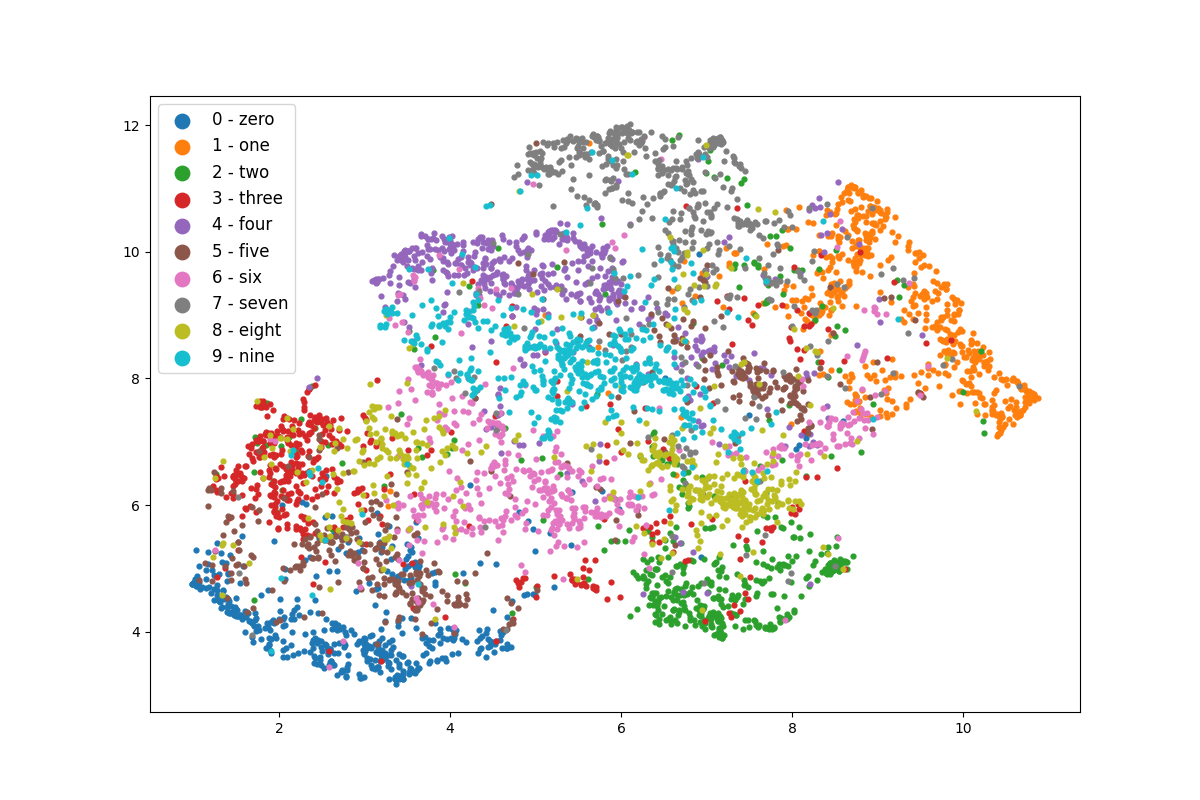 0 - zero
1 - one
2 - two
3 - three
4 - four
5 - five
6 - six
7 - seven
8 - eight
9 - nine
12
10
8
6
4
2 4 6 8 10